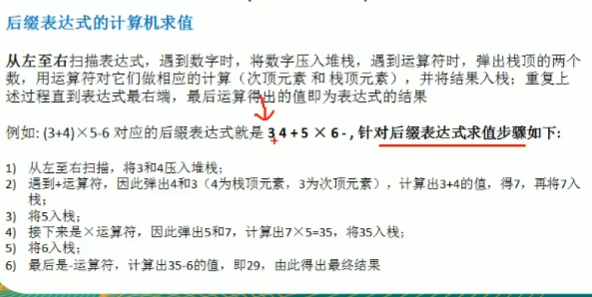 后缀表达式的计算机求值
从左至右扫描表达式，遇到数字时，将数字压入堆栈，遇到运算符时，弹出栈顶的两个
数，用运算符对它们做相应的计算（次顶元素 和 栈顶元素），并将结果入栈；重复上
述过程直到表达式最右端，最后运算得出的值即为表达式的结果
例如: (3+4)×5-6 对应的后缀表达式就是 3 4 + 5 × 6 - , 针对后缀表达式求值步骤如下:
1) 从左至右扫描，将3和4压入堆栈；
2) 遇到+运算符，因此弹出4和3（4为栈顶元素，3为次顶元素），计算出3+4的值，得7，再将7入
栈；
3) 将5入栈；
4) 接下来是×运算符，因此弹出5和7，计算出7×5=35，将35入栈；
5) 将6入栈；
6) 最后是-运算符，计算出35-6的值，即29，由此得出最终结果